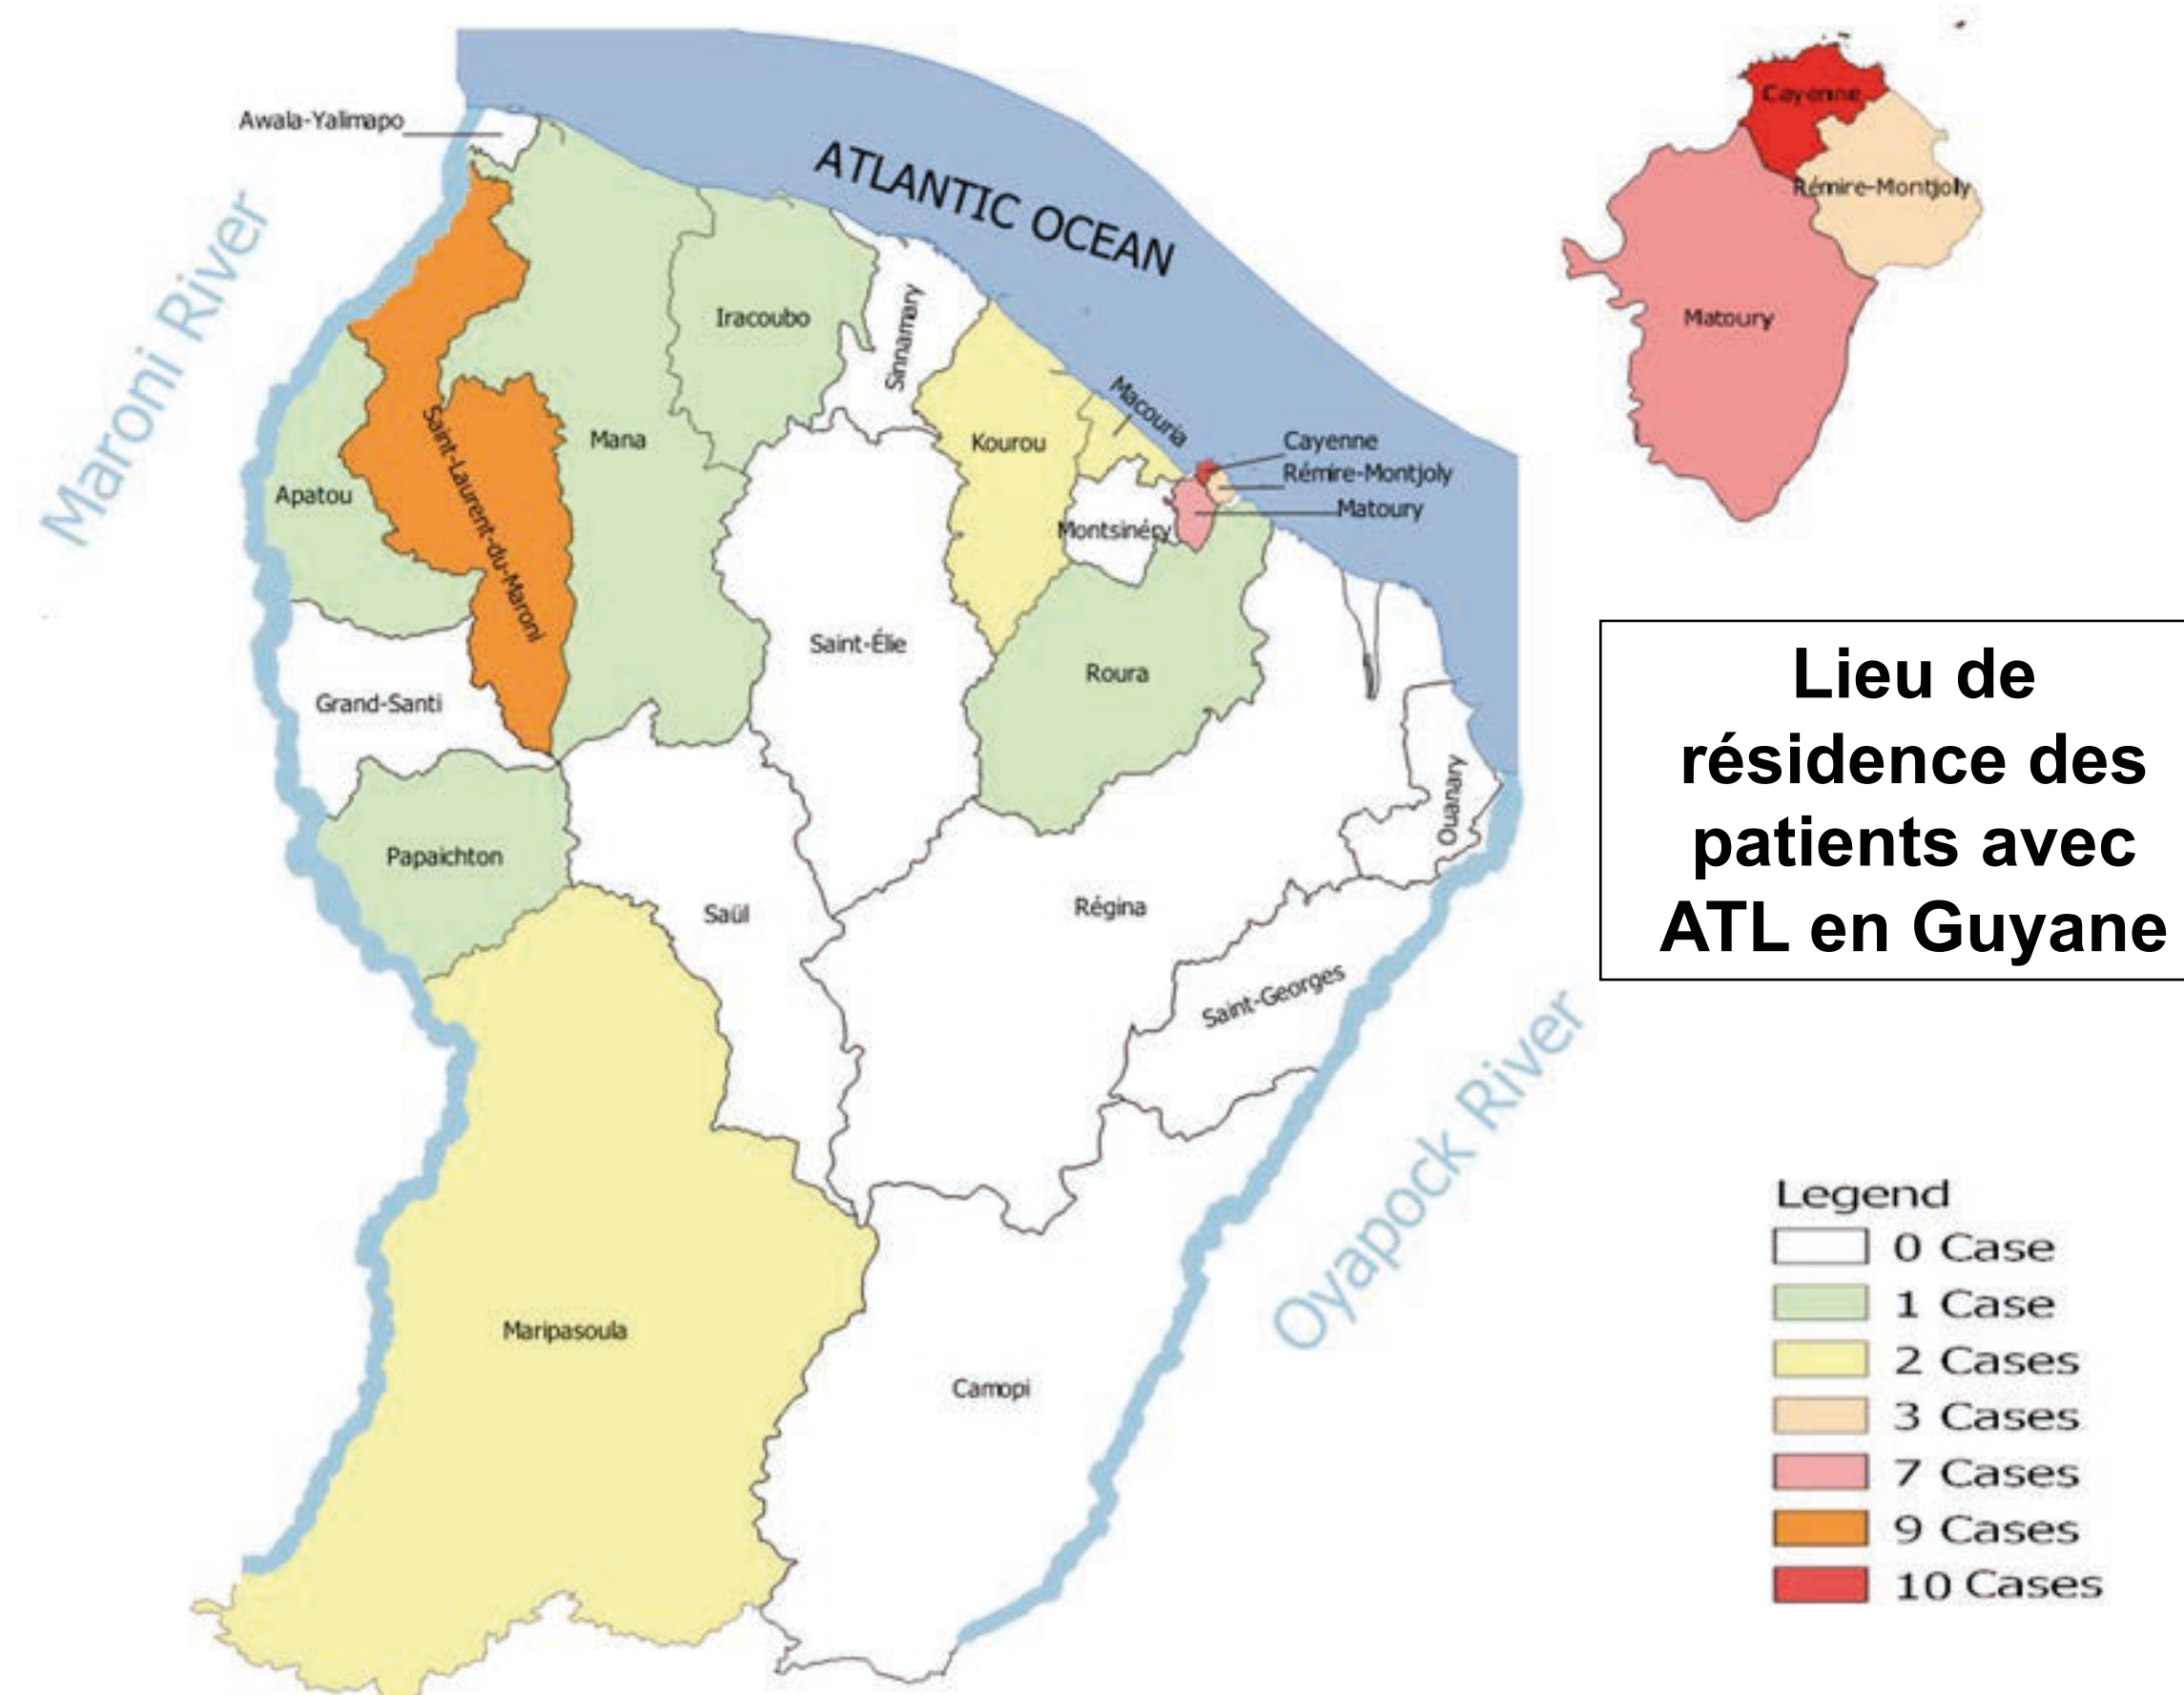 Awala-Yalimapo
ATLANTIC OCEAN
Maroni River
Iracoubo
Sinnamary
Saint-Laurent-du-Maroni
Mana
Kourou
Macouria
Cayenne
Rémire-Montjoly
Matoury
Apatou
Montsinéry
Saint-Élie
Roura
Grand-Santi
Ouanary
Papaichton
Saül
Régina
Saint-Georges
Oyapock River
Maripasoula
Camopi
Cayenne
Rémire-Montjoly
Matoury
Lieu de
résidence des
patients avec
ATL en Guyane
Legend
0 Case
1 Case
2 Cases
3 Cases
7 Cases
9 Cases
10 Cases